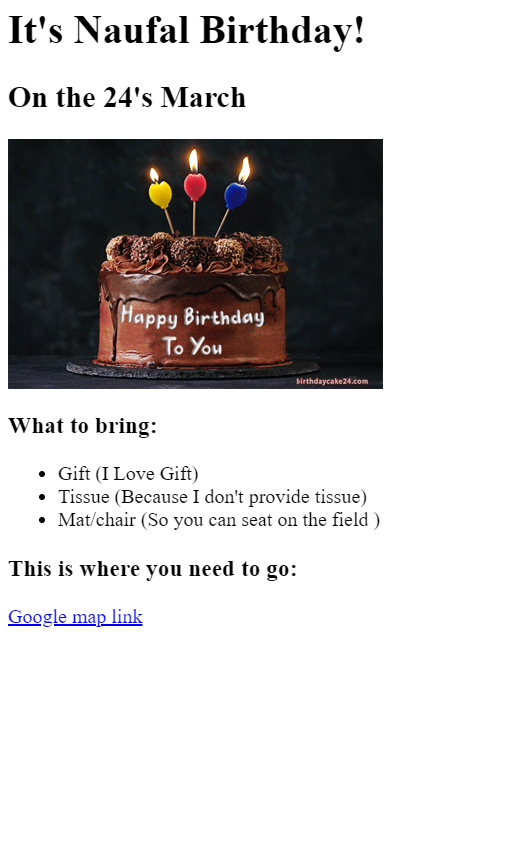 It's Naufal Birthday!
On the 24's March
Happy Birthday
To You
birthdaycake24.com
What to bring:
Gift (I Love Gift)
Tissue (Because I don't provide tissue)
Mat/chair (So you can seat on the field )
This is where you need to go:
Google map link